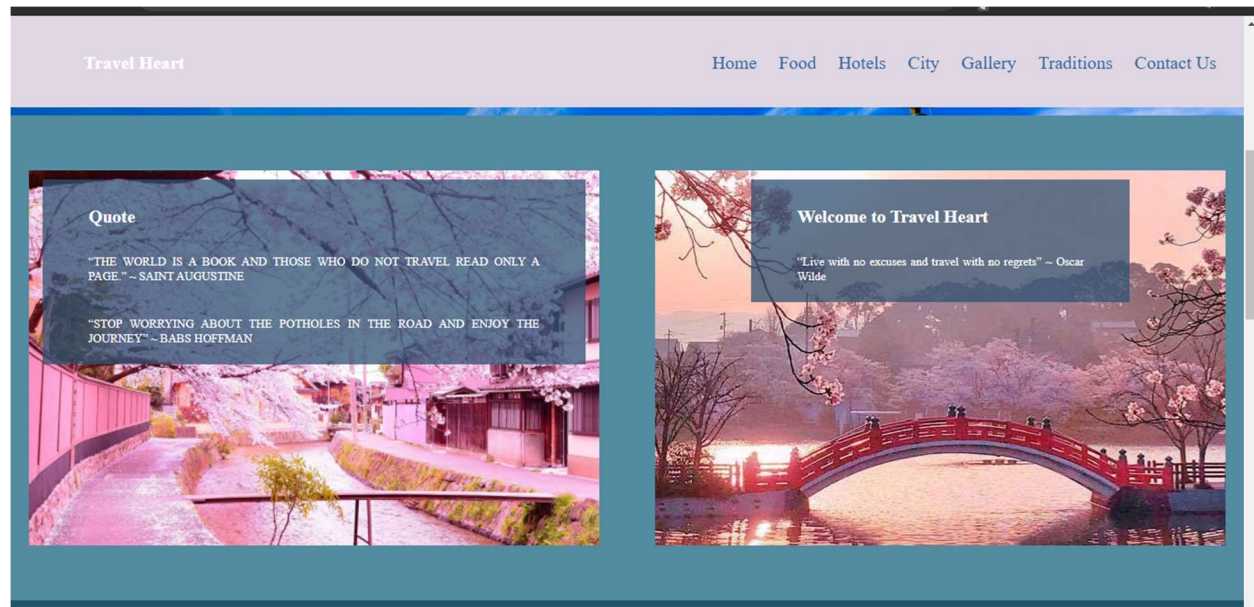 Travel Heart
Home Food Hotels City Gallery Traditions Contact Us
Quote
“THE WORLD IS A BOOK AND THOSE WHO DO NOT TRAVEL READ ONLY A
PAGE.” ~ SAINT AUGUSTINE
“STOP WORRYING ABOUT THE POTHOLES IN THE ROAD AND ENJOY THE
JOURNEY” ~ BABS HOFFMAN
Welcome to Travel Heart
“Live with no excuses and travel with no regrets” ~ Oscar
Wilde